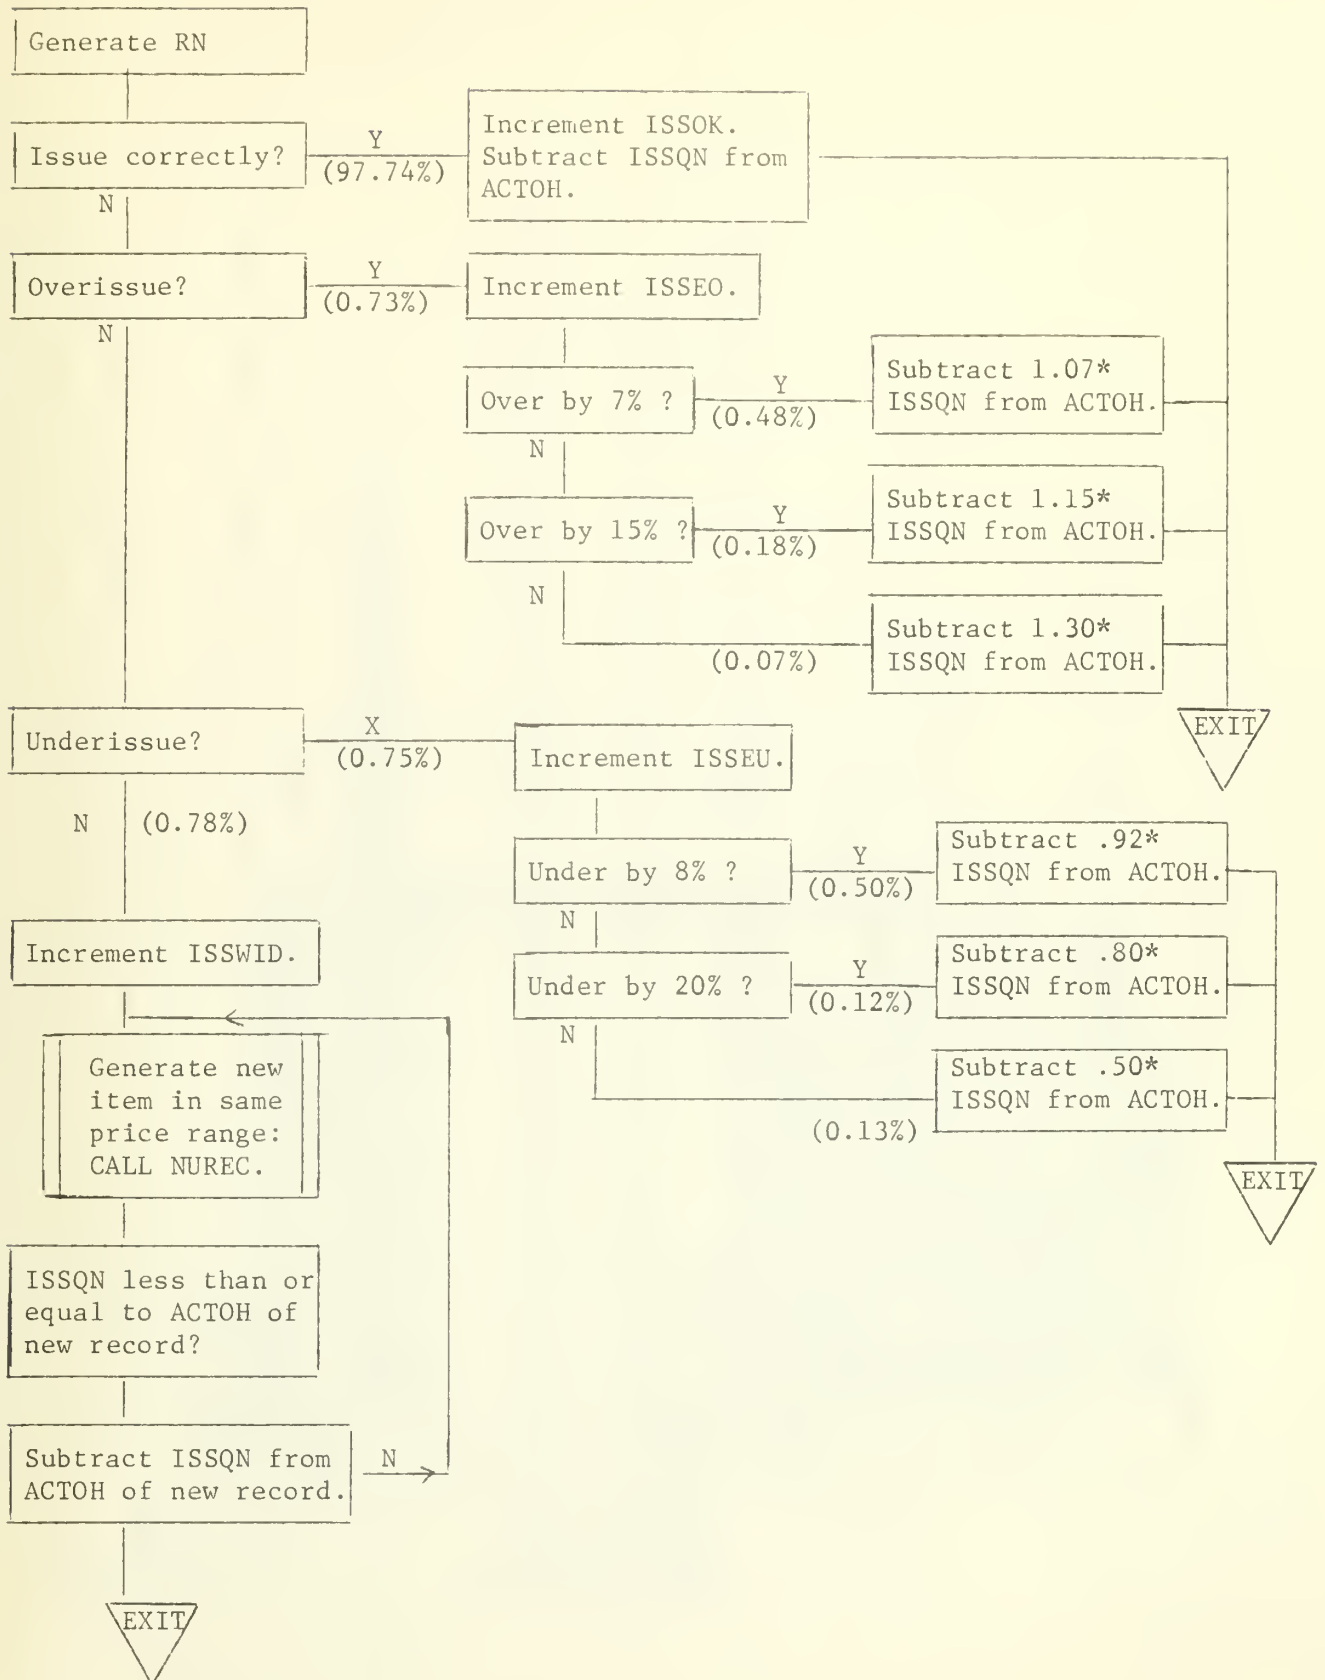 Generate RN
Issue correctly?
Y
(97.74%)
Increment ISSOK.
Subtract ISSQN from
ACTOH.
N
Overissue?
Y
(0.73%)
Increment ISSEO.
N
Over by 7% ?
Y
(0.48%)
Subtract 1.07*
ISSQN from ACTOH.
N
Over by 15% ?
Y
(0.18%)
Subtract 1.15*
ISSQN from ACTOH.
N
(0.07%)
Subtract 1.30*
ISSQN from ACTOH.
EXIT
Underissue?
X
(0.75%)
Increment ISSEU.
N
(0.78%)
Under by 8% ?
Y
(0.50%)
Subtract .92*
ISSQN from ACTOH.
N
Under by 20% ?
Y
(0.12%)
Subtract .80*
ISSQN from ACTOH.
N
(0.13%)
Subtract .50*
ISSQN from ACTOH.
EXIT
Increment ISSWID.
Generate new
item in same
price range:
CALL NUREC.
ISSQN less than or
equal to ACTOH of
new record?
Subtract ISSQN from
ACTOH of new record.
N
EXIT